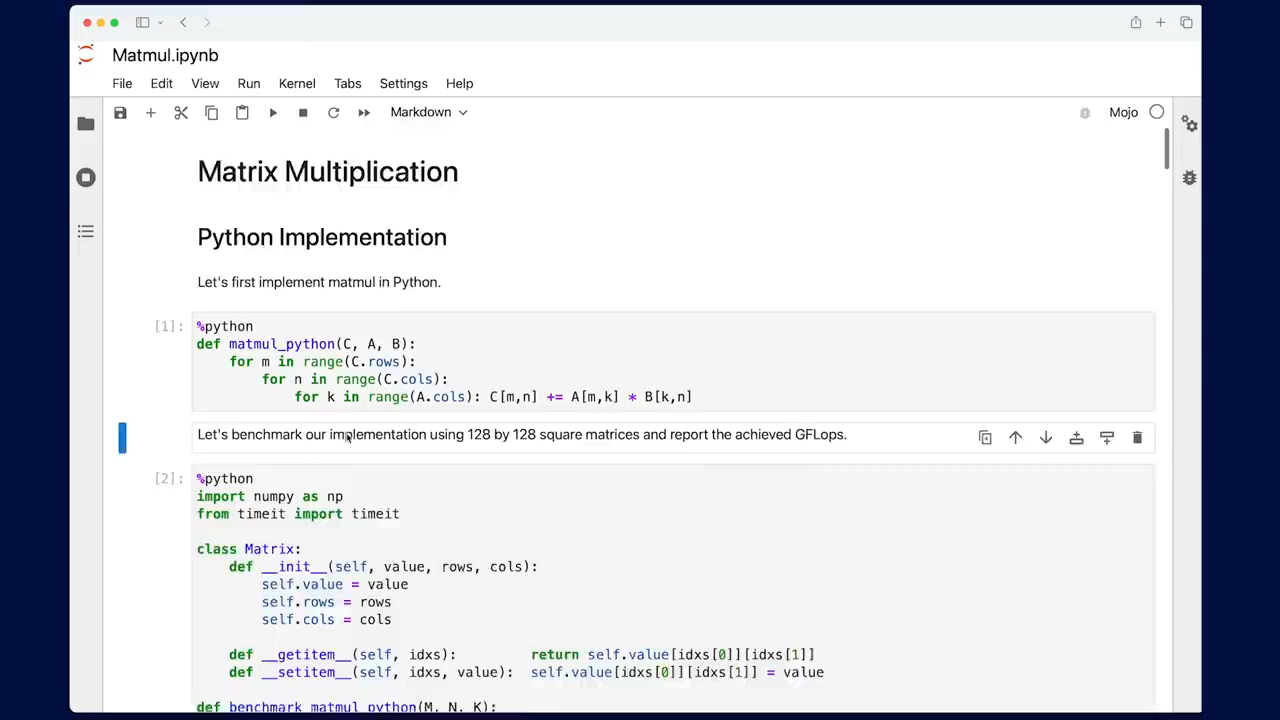 Matmul.ipynb
File Edit View Run Kernel Tabs Settings Help
Markdown Mojo
Matrix Multiplication
Python Implementation
Let's first implement matmul in Python.
[1]: %python
def matmul_python(C, A, B):
    for m in range(C.rows):
        for n in range(C.cols):
            for k in range(A.cols): C[m,n] += A[m,k] * B[k,n]
Let's benchmark our implementation using 128 by 128 square matrices and report the achieved GFLops.
[2]: %python
import numpy as np
from timeit import timeit
class Matrix:
    def __init__(self, value, rows, cols):
        self.value = value
        self.rows = rows
        self.cols = cols
    def __getitem__(self, idxs):         return self.value[idxs[0]][idxs[1]]
    def __setitem__(self, idxs, value):  self.value[idxs[0]][idxs[1]] = value
def benchmark_matmul_python(M, N, K):